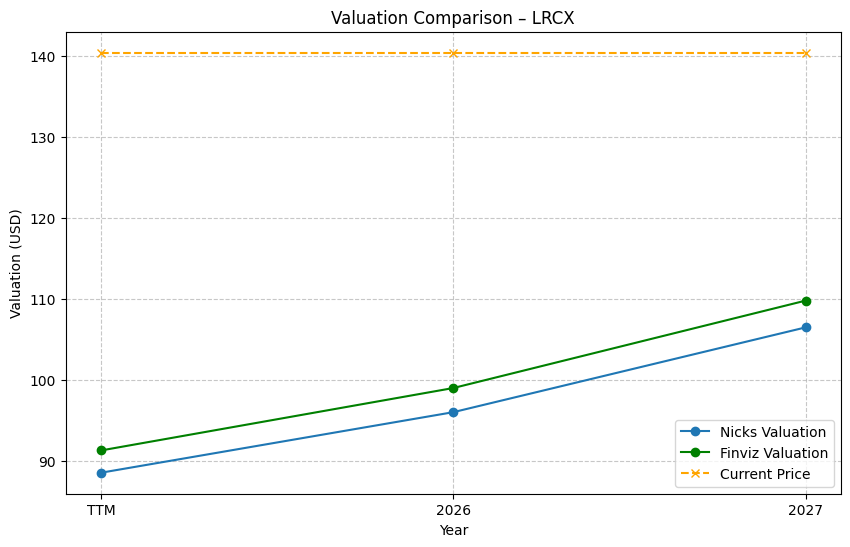 Valuation Comparison – LRCX
Valuation (USD)
140
130
120
110
100
90
TTM
2026
2027
Year
Nicks Valuation
Finviz Valuation
Current Price